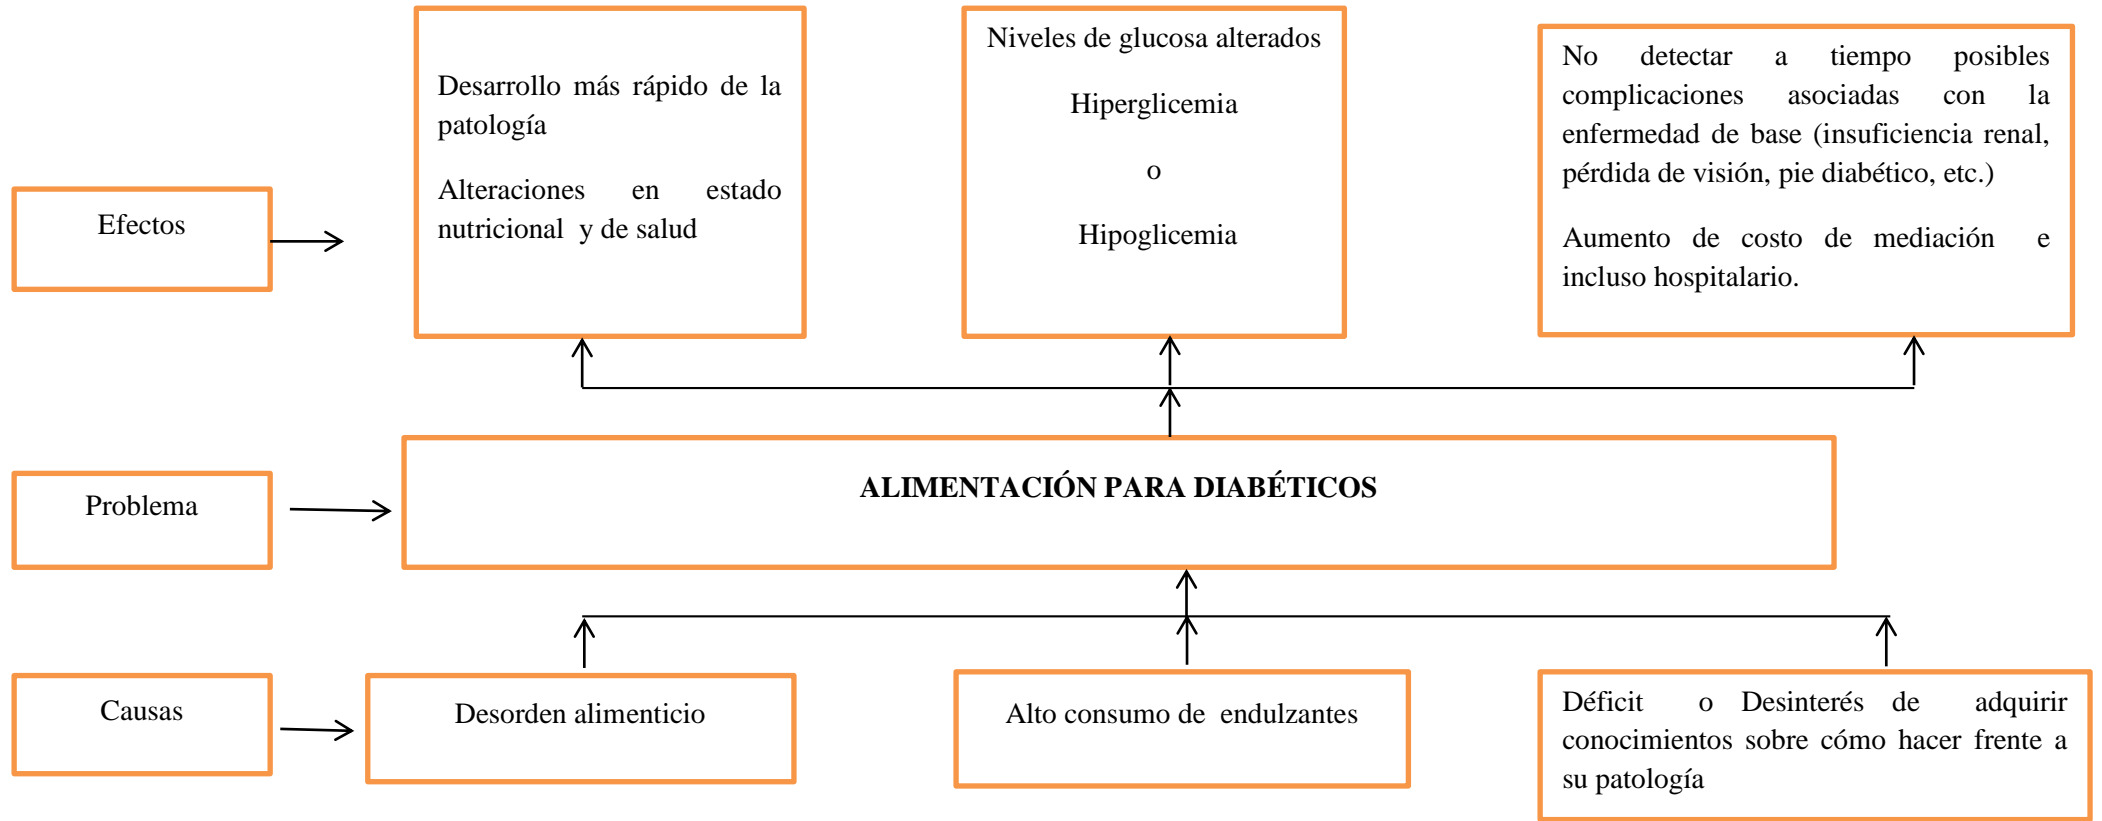 Efectos
Desarrollo más rápido de la
patología
Alteraciones en estado
nutricional y de salud
Niveles de glucosa alterados
Hiperglicemia
o
Hipoglicemia
No detectar a tiempo posibles
complicaciones asociadas con la
enfermedad de base (insuficiencia renal,
pérdida de visión, pie diabético, etc.)
Aumento de costo de mediación e
incluso hospitalario.
Problema
ALIMENTACIÓN PARA DIABÉTICOS
Causas
Desorden alimenticio
Alto consumo de endulzantes
Déficit o Desinterés de adquirir
conocimientos sobre cómo hacer frente a
su patología